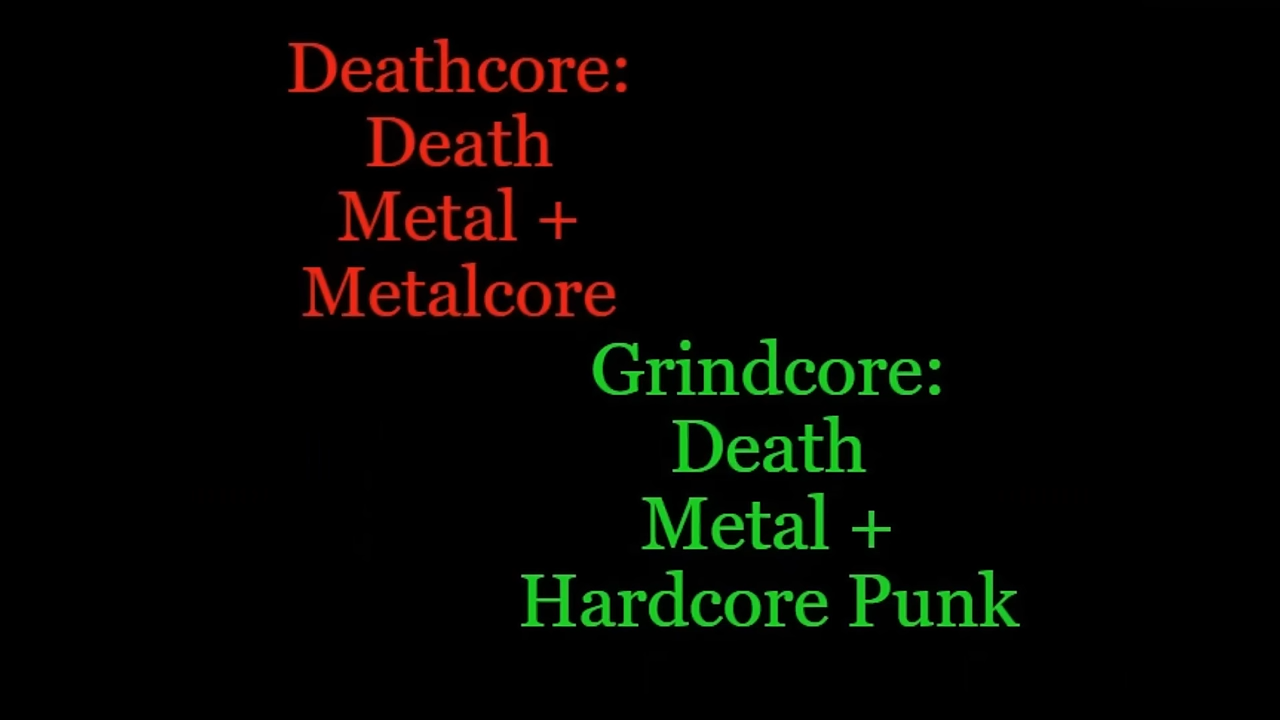 Deathcore:
Death
Metal +
Metalcore
Grindcore:
Death
Metal +
Hardcore Punk